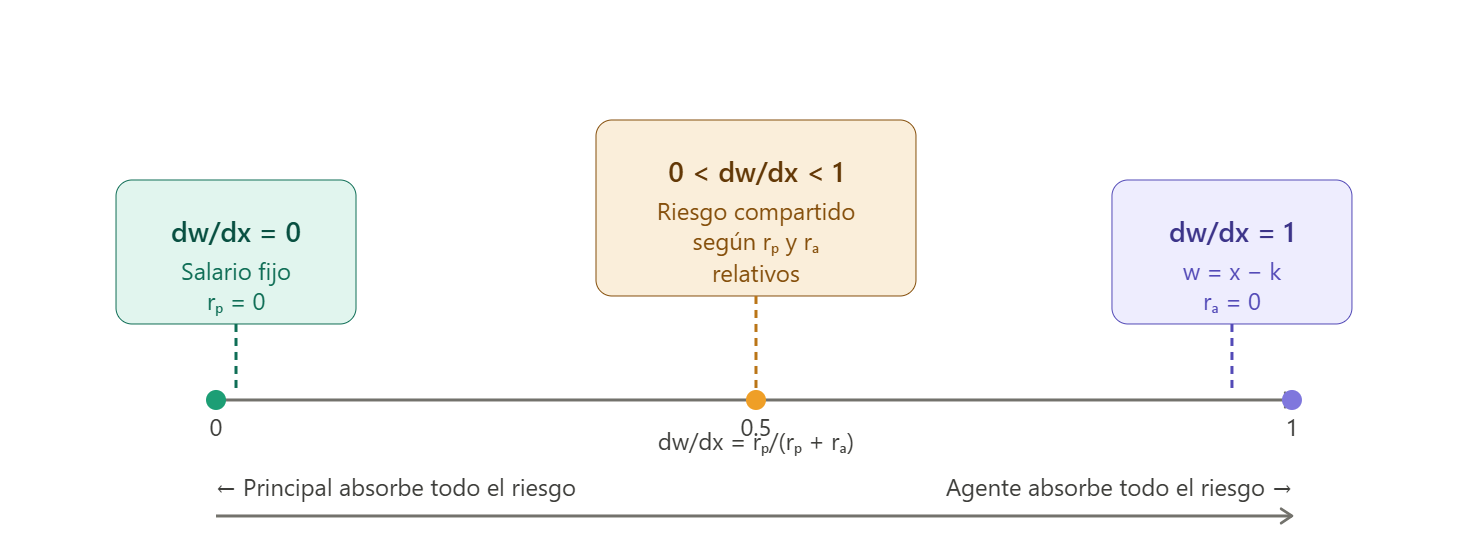 dw/dx = 0
Salario fijo
rₚ = 0
0 < dw/dx < 1
Riesgo compartido
según rₚ y rₐ
relativos
dw/dx = 1
w = x − k
rₐ = 0
0
0.5
1
dw/dx = rₚ/(rₚ + rₐ)
← Principal absorbe todo el riesgo
Agente absorbe todo el riesgo →